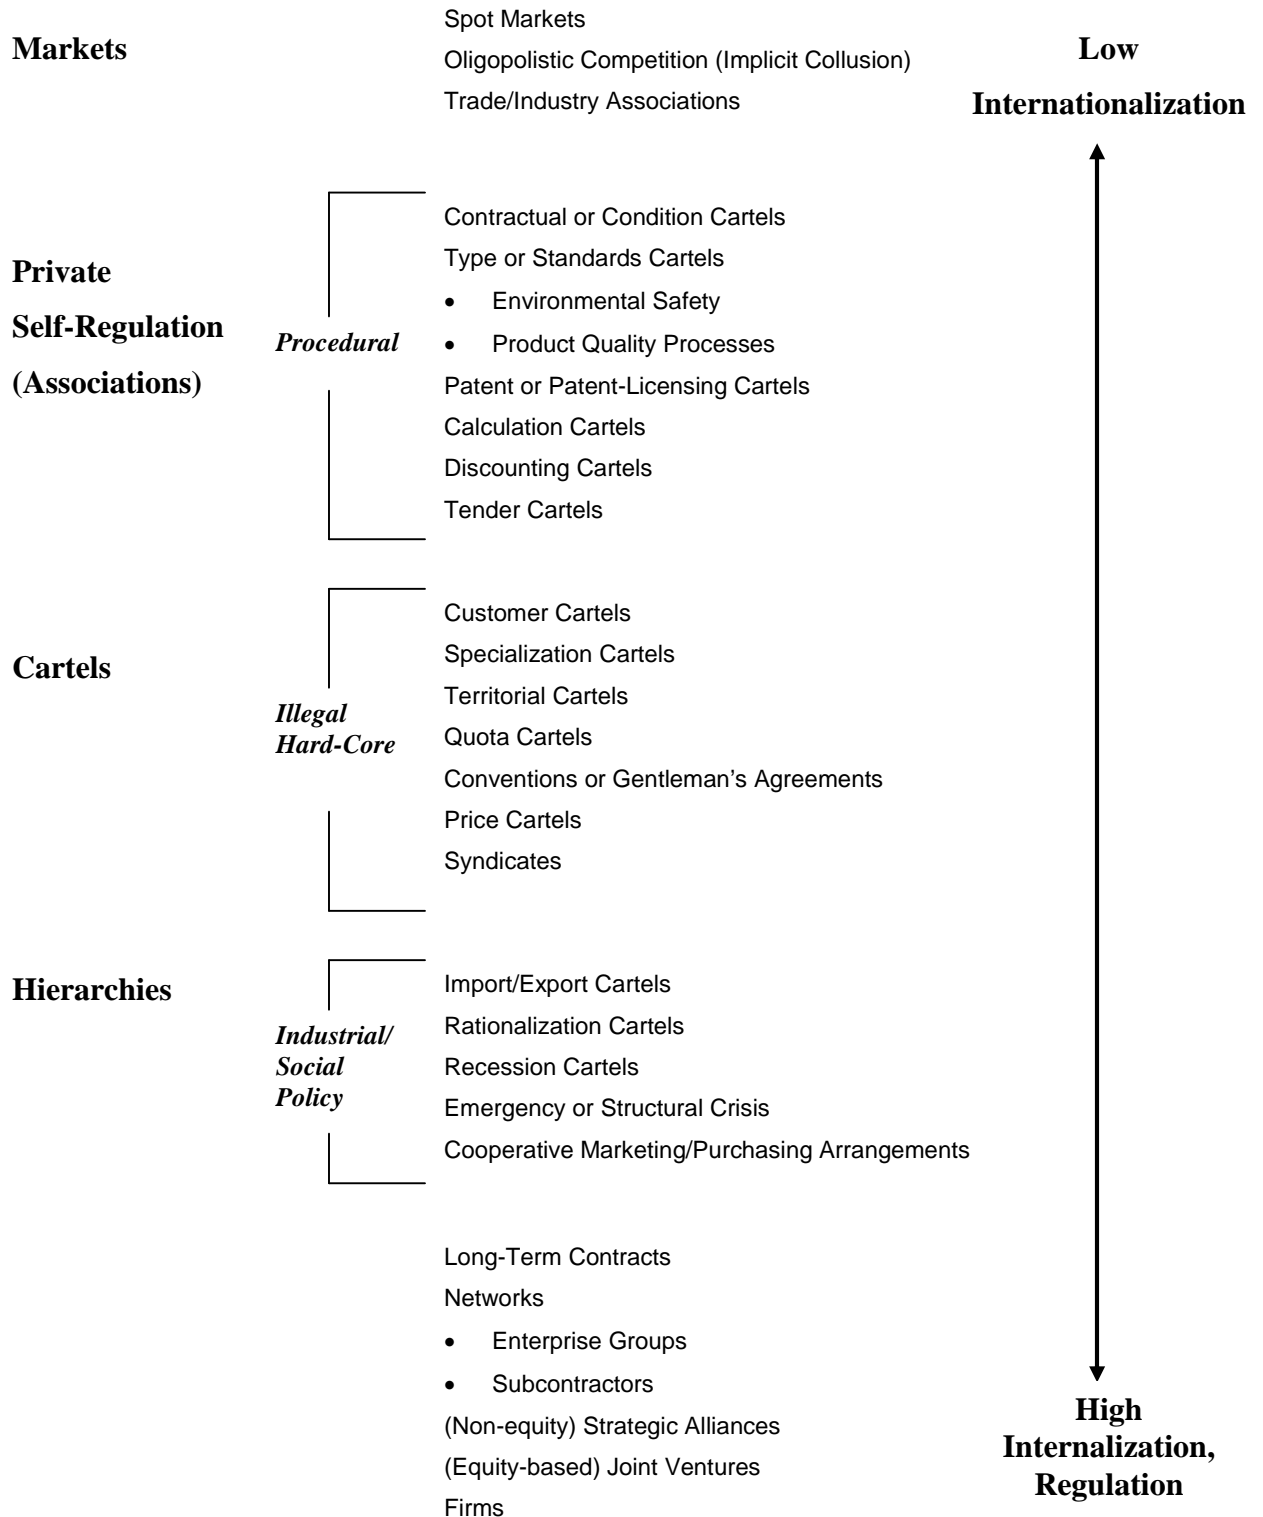 Markets
Spot Markets
Oligopolistic Competition (Implicit Collusion)
Trade/Industry Associations
Low
Internationalization
Private
Self-Regulation
(Associations)
Procedural
Contractual or Condition Cartels
Type or Standards Cartels
• Environmental Safety
• Product Quality Processes
Patent or Patent-Licensing Cartels
Calculation Cartels
Discounting Cartels
Tender Cartels
Cartels
Illegal
Hard-Core
Customer Cartels
Specialization Cartels
Territorial Cartels
Quota Cartels
Conventions or Gentleman’s Agreements
Price Cartels
Syndicates
Hierarchies
Industrial/
Social
Policy
Import/Export Cartels
Rationalization Cartels
Recession Cartels
Emergency or Structural Crisis
Cooperative Marketing/Purchasing Arrangements
Long-Term Contracts
Networks
• Enterprise Groups
• Subcontractors
(Non-equity) Strategic Alliances
(Equity-based) Joint Ventures
Firms
High
Internalization,
Regulation